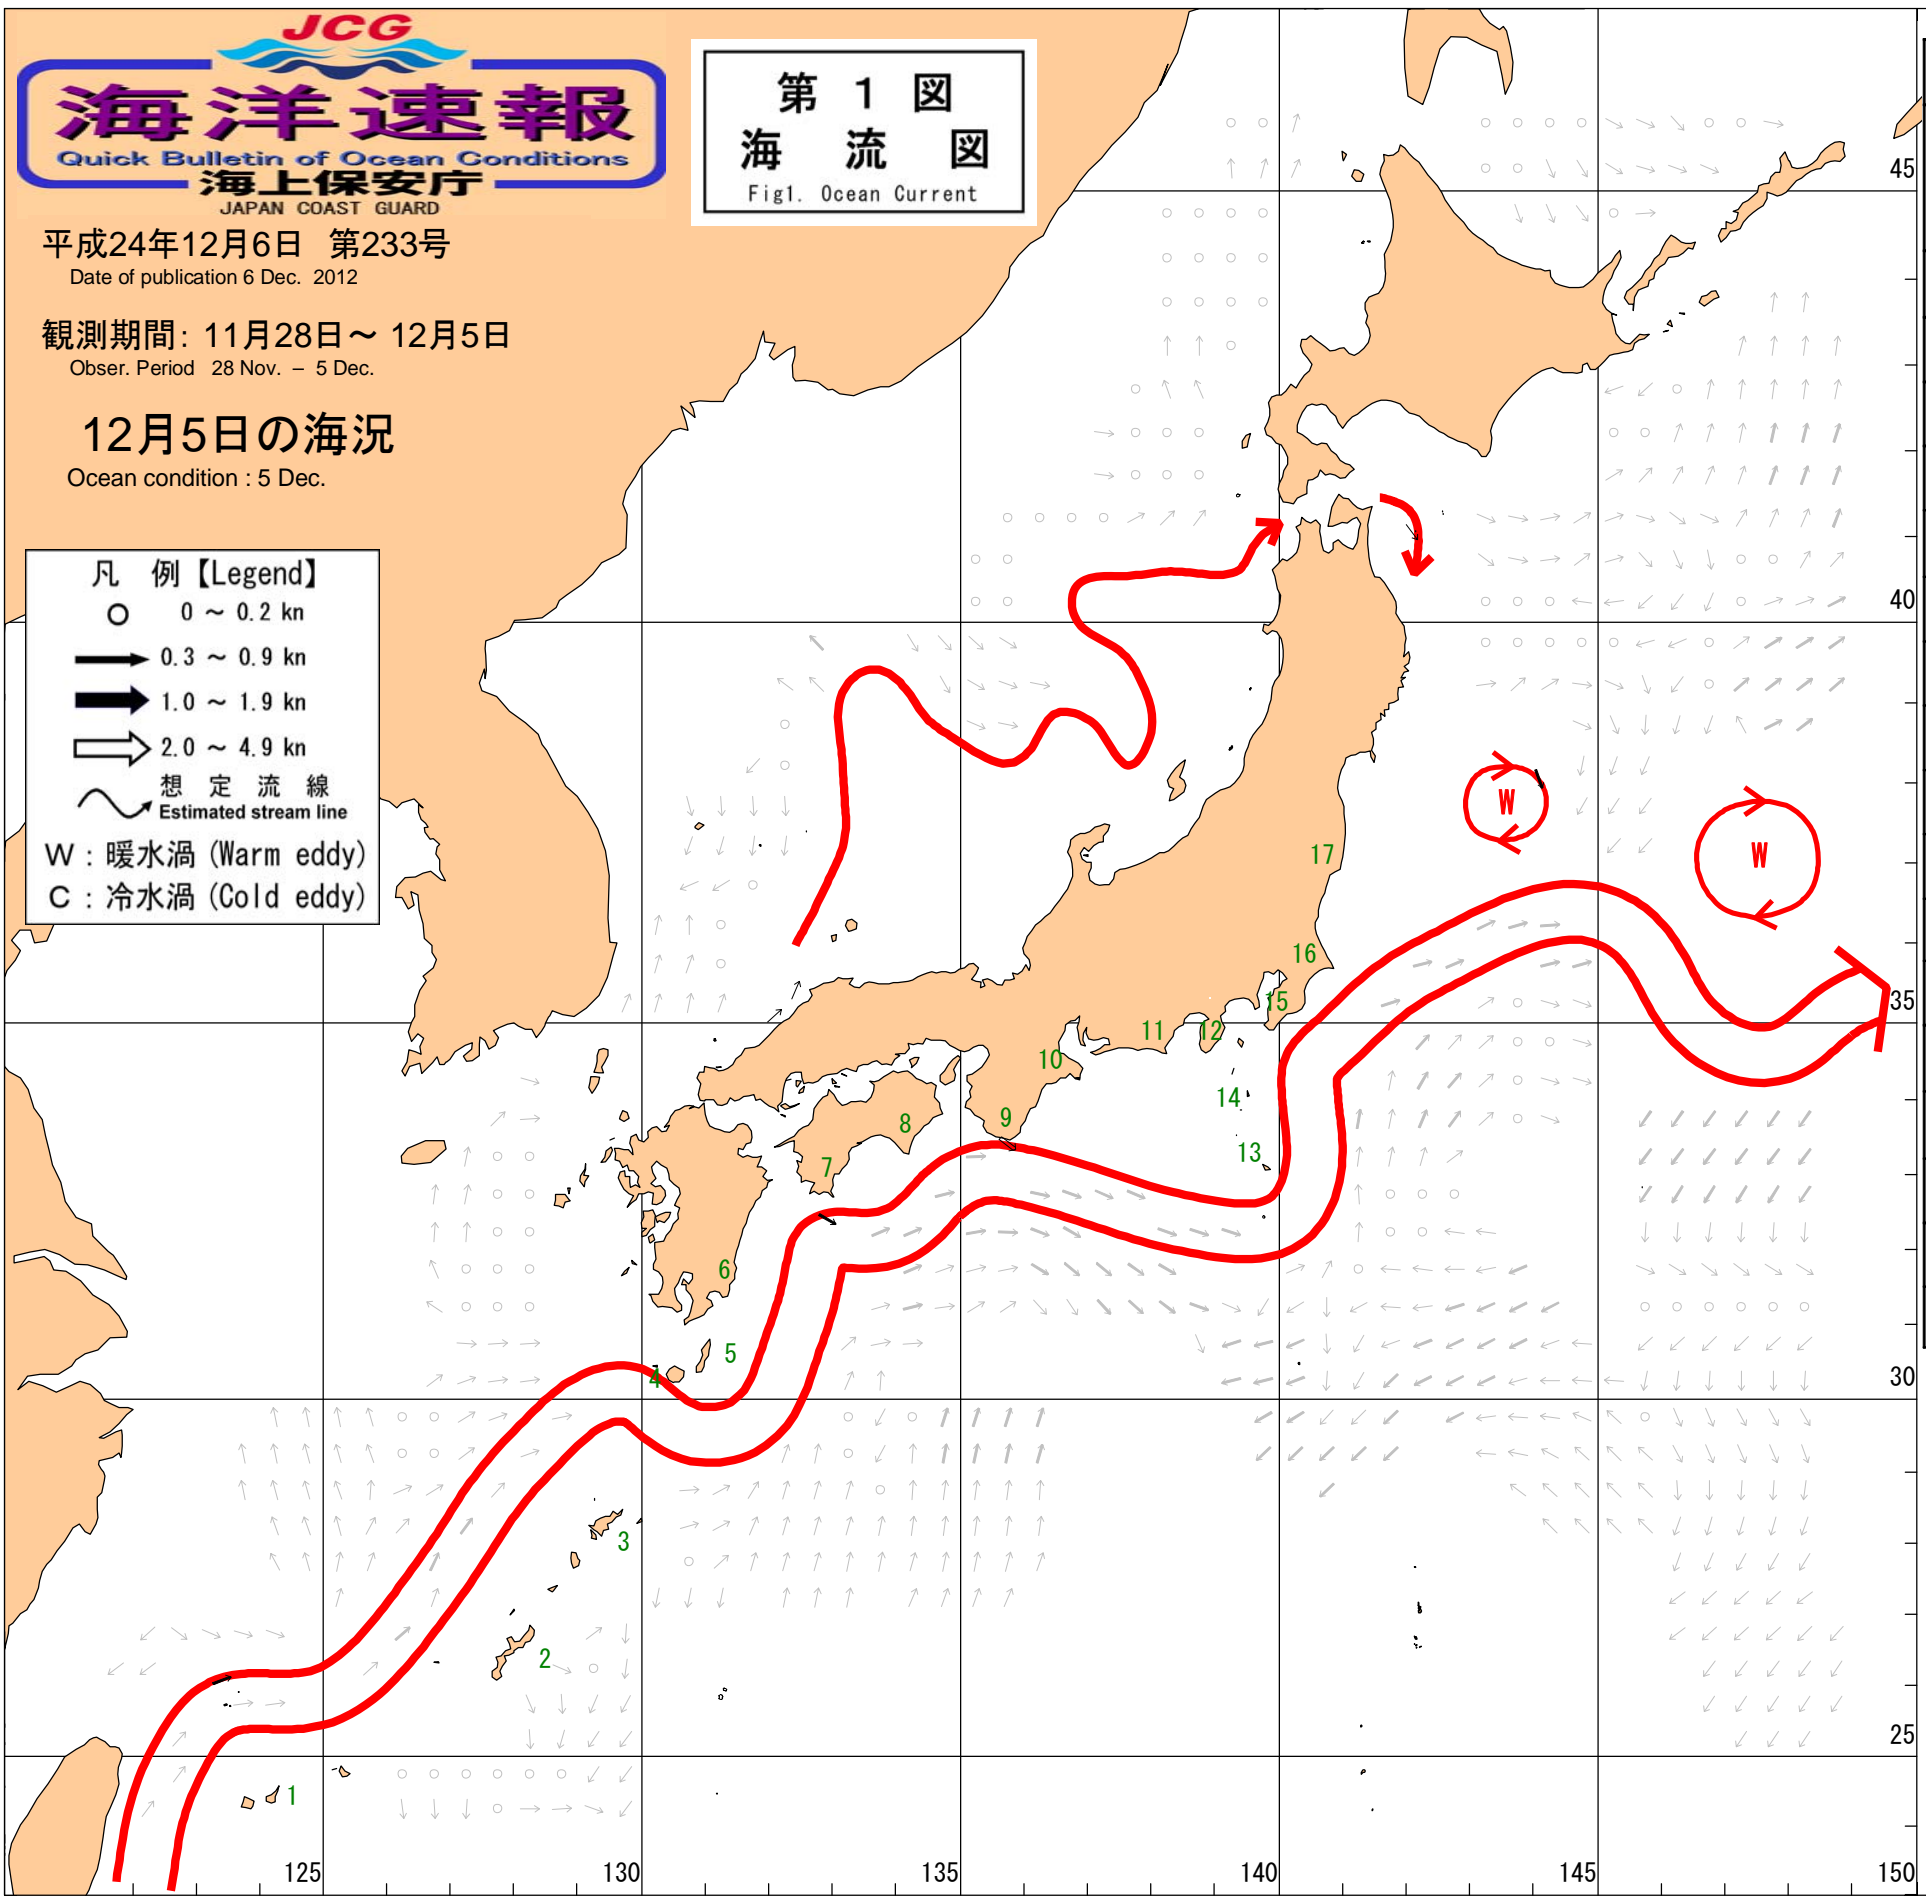 JCG
海洋速報
Quick Bulletin of Ocean Conditions
海上保安庁
JAPAN COAST GUARD
第 1 図
海 流 図
Fig1. Ocean Current
平成24年12月6日 第233号
Date of publication 6 Dec. 2012
観測期間: 11月28日～ 12月5日
Obser. Period 28 Nov. – 5 Dec.
12月5日の海況
Ocean condition : 5 Dec.
凡 例【Legend】
0 ～ 0.2 kn
0.3 ～ 0.9 kn
1.0 ～ 1.9 kn
2.0 ～ 4.9 kn
想 定 流 線
Estimated stream line
W : 暖水渦 (Warm eddy)
C : 冷水渦 (Cold eddy)
45
40
35
30
25
W
W
17
16
15
12
11
10
14
13
9
8
7
6
5
4
3
2
1
125
130
135
140
145
150